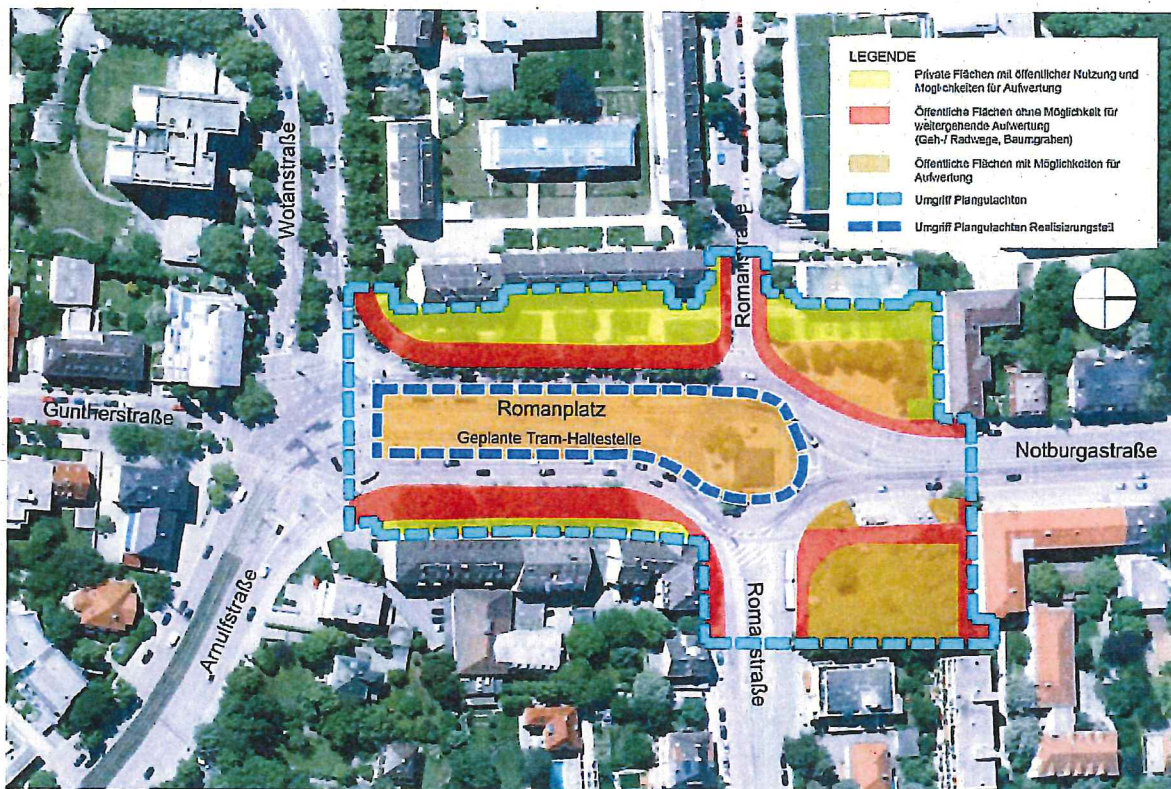 LEGENDE
Private Flächen mit öffentlicher Nutzung und
Möglichkeiten für Aufwertung
Öffentliche Flächen ohne Möglichkeit für
weitergehende Aufwertung
(Geh-/ Radwege, Baumgraben)
Öffentliche Flächen mit Möglichkeiten für
Aufwertung
Umgriff Plangutachten
Umgriff Plangutachten Realisierungsteil
Wotanstraße
Romanstraße
Guntherstraße
Romanplatz
Geplante Tram-Haltestelle
Notburgastraße
Arnulfstraße
Romanstraße